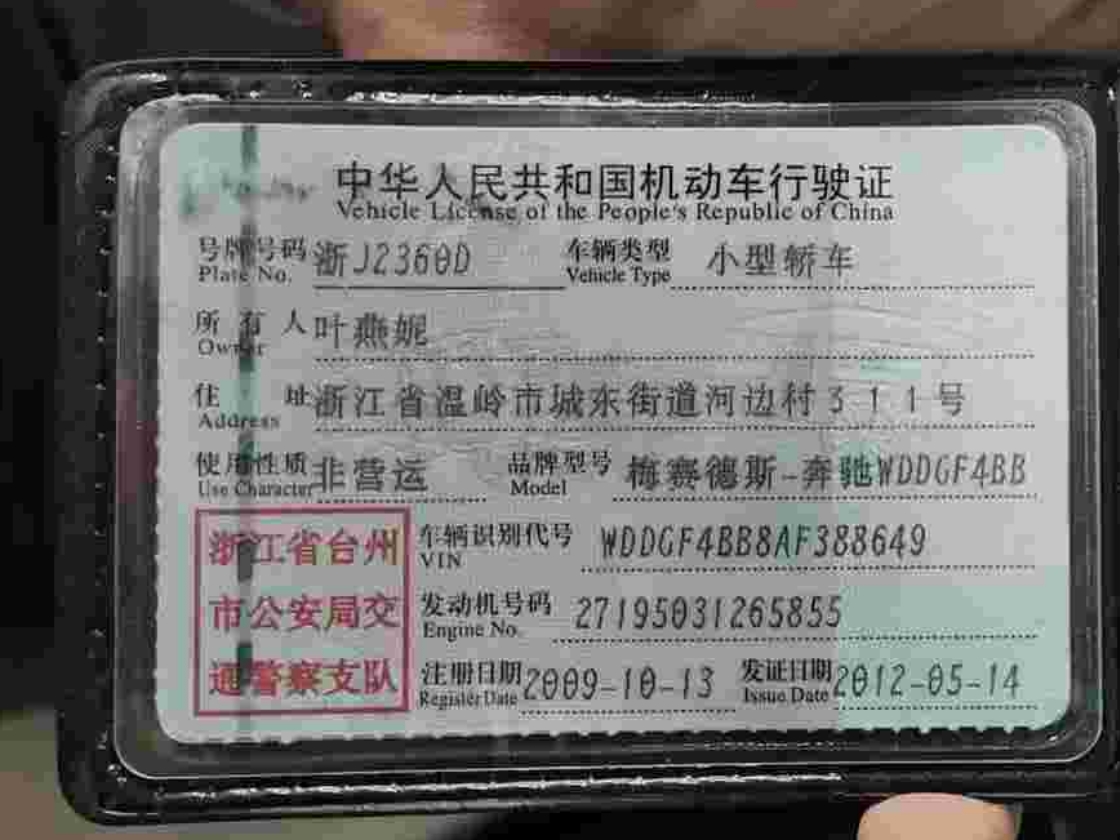 中华人民共和国机动车行驶证
Vehicle License of the People's Republic of China
号牌号码 浙J2360D 车辆类型 小型轿车
Plate No. Vehicle Type
所有人 叶燕妮
Owner
住址 浙江省温岭市城东街道河边村311号
Address
使用性质 非营运 品牌型号 梅赛德斯-奔驰WDDGF4BB
Use Character Model
浙江省台州
市公安局交
通警察支队
车辆识别代号 WDDGF4BB8AF388649
VIN
发动机号码 27195031265855
Engine No.
注册日期 2009-10-13 发证日期 2012-05-14
Register Date Issue Date